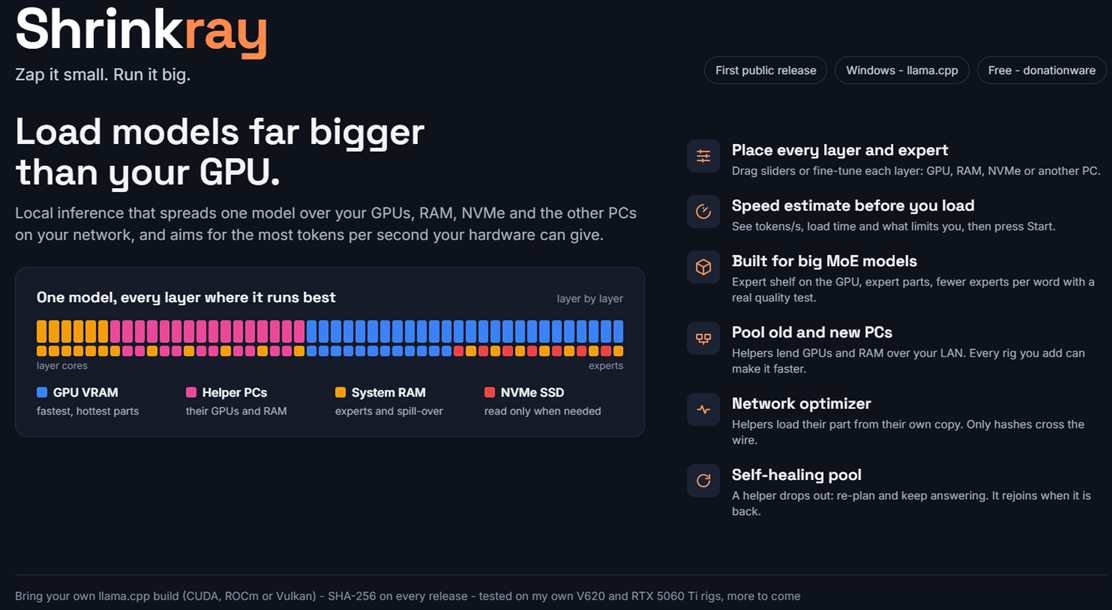 Shrinkray
Zap it small. Run it big.
First public release
Windows - llama.cpp
Free - donationware
Load models far bigger
than your GPU.
Local inference that spreads one model over your GPUs, RAM, NVMe and the other PCs
on your network, and aims for the most tokens per second your hardware can give.
One model, every layer where it runs best
layer by layer
layer cores
experts
GPU VRAM
fastest, hottest parts
Helper PCs
their GPUs and RAM
System RAM
experts and spill-over
NVMe SSD
read only when needed
Place every layer and expert
Drag sliders or fine-tune each layer: GPU, RAM, NVMe or another PC.
Speed estimate before you load
See tokens/s, load time and what limits you, then press Start.
Built for big MoE models
Expert shelf on the GPU, expert parts, fewer experts per word with a
real quality test.
Pool old and new PCs
Helpers lend GPUs and RAM over your LAN. Every rig you add can
make it faster.
Network optimizer
Helpers load their part from their own copy. Only hashes cross the
wire.
Self-healing pool
A helper drops out: re-plan and keep answering. It rejoins when it is
back.
Bring your own llama.cpp build (CUDA, ROCm or Vulkan) - SHA-256 on every release - tested on my own V620 and RTX 5060 Ti rigs, more to come